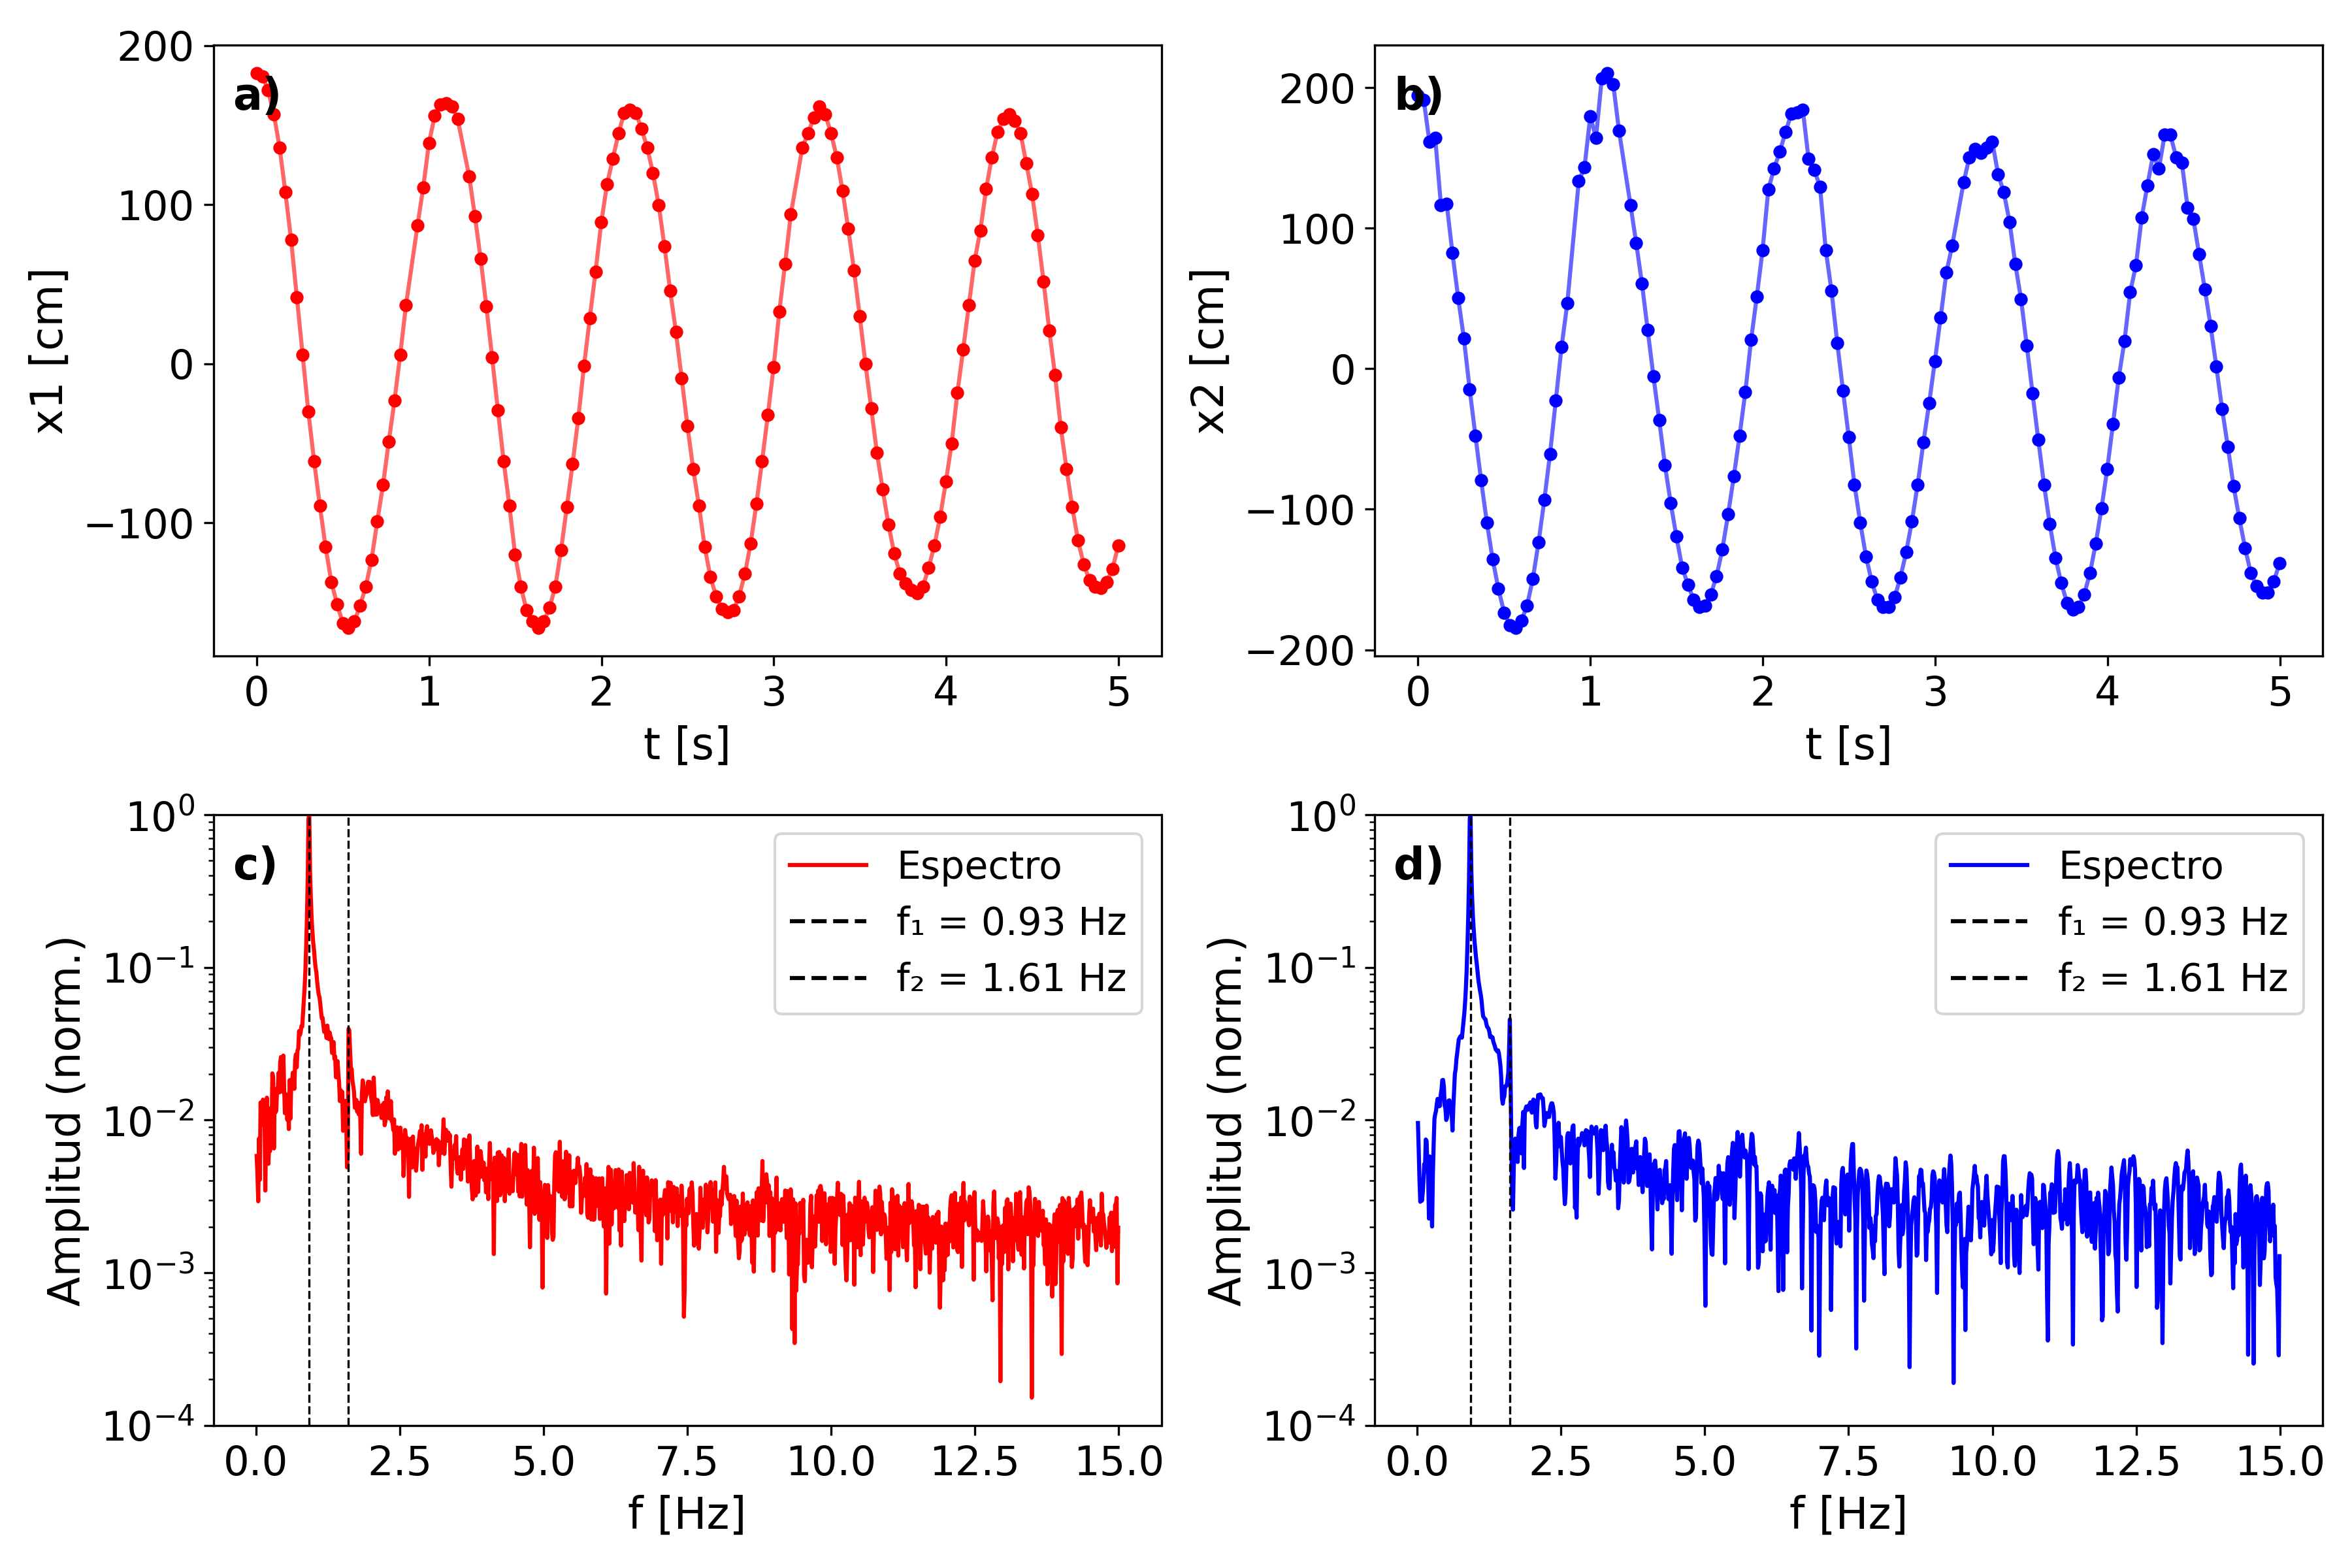 a)
200
100
0
−100
x1 [cm]
0 1 2 3 4 5
t [s]
b)
200
100
0
−100
−200
x2 [cm]
0 1 2 3 4 5
t [s]
c)
10⁰
10⁻¹
10⁻²
10⁻³
10⁻⁴
Amplitud (norm.)
Espectro
f₁ = 0.93 Hz
f₂ = 1.61 Hz
0.0 2.5 5.0 7.5 10.0 12.5 15.0
f [Hz]
d)
10⁰
10⁻¹
10⁻²
10⁻³
10⁻⁴
Amplitud (norm.)
Espectro
f₁ = 0.93 Hz
f₂ = 1.61 Hz
0.0 2.5 5.0 7.5 10.0 12.5 15.0
f [Hz]